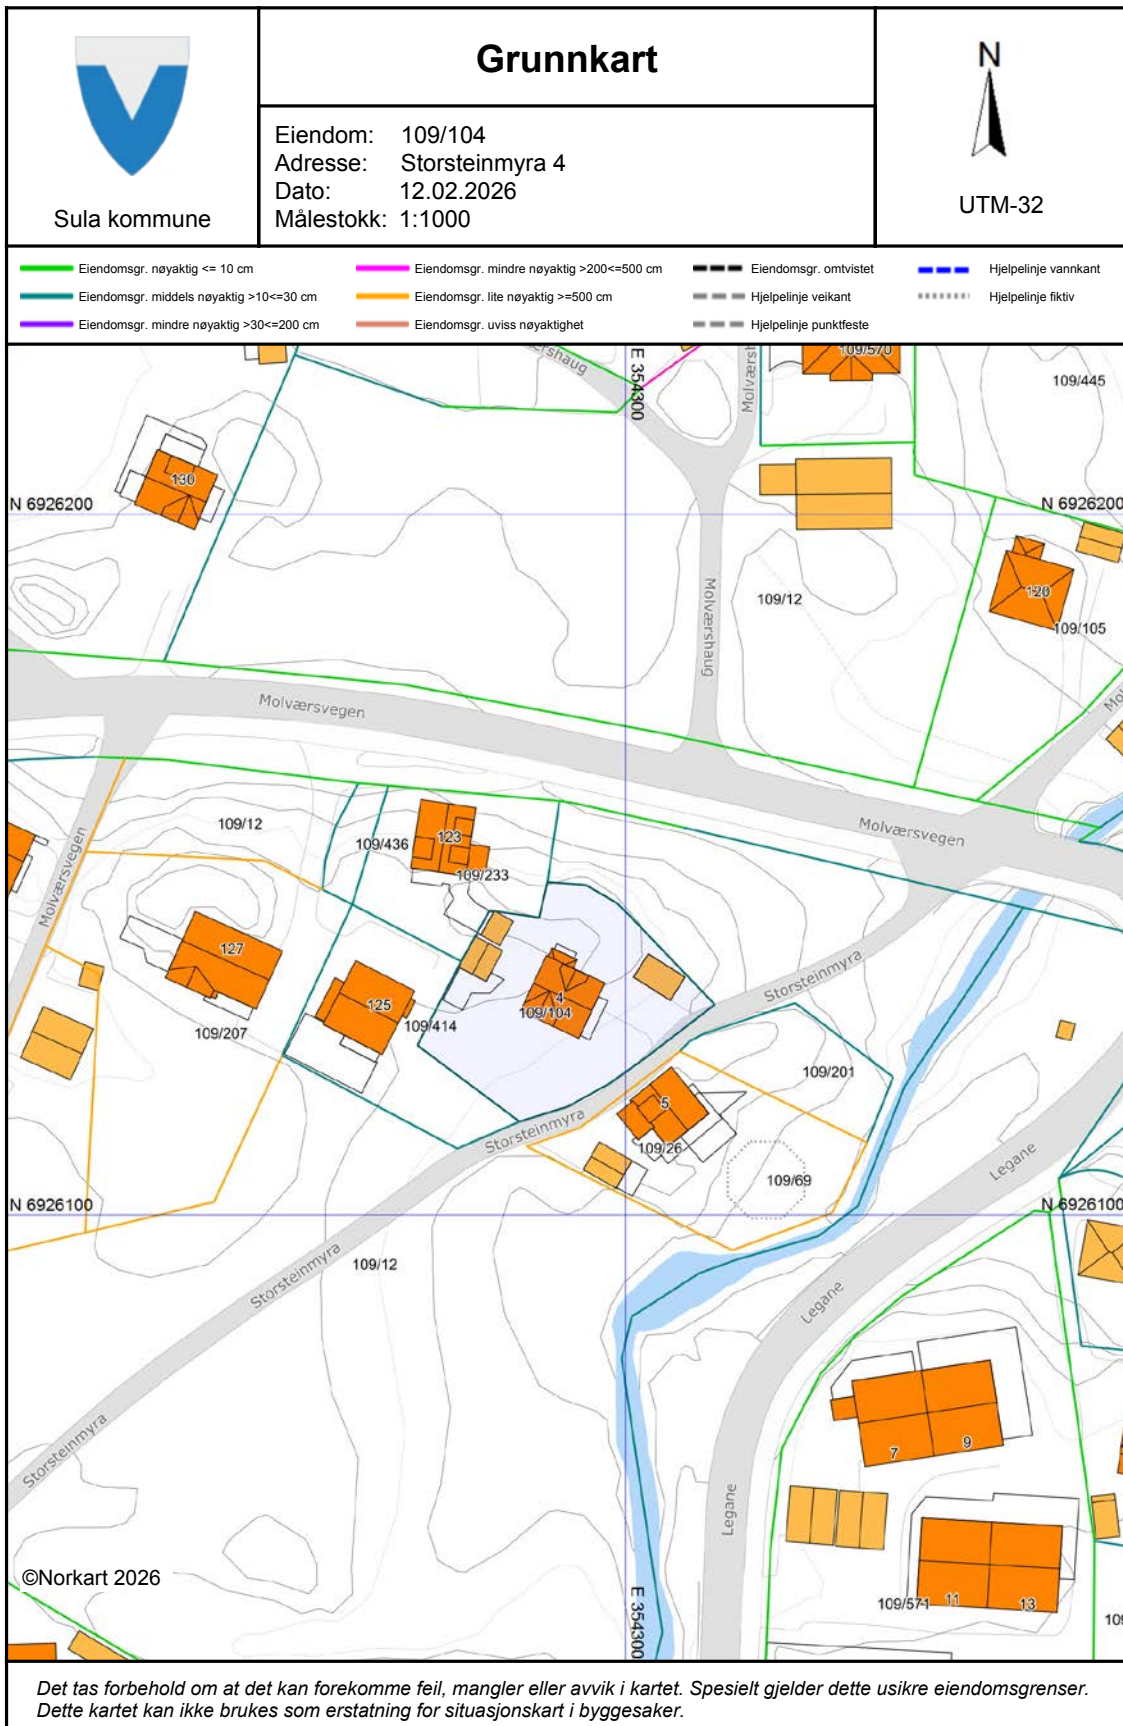 Grunnkart
Eiendom: 109/104
Adresse: Storsteinmyra 4
Dato: 12.02.2026
Målestokk: 1:1000
Sula kommune
N
UTM-32
Eiendomsgr. nøyaktig <= 10 cm
Eiendomsgr. middels nøyaktig >10<=30 cm
Eiendomsgr. mindre nøyaktig >30<=200 cm
Eiendomsgr. mindre nøyaktig >200<=500 cm
Eiendomsgr. lite nøyaktig >=500 cm
Eiendomsgr. uviss nøyaktighet
Eiendomsgr. omtvistet
Hjelpelinje veikant
Hjelpelinje punktfeste
Hjelpelinje vannkant
Hjelpelinje fiktiv
E 354300
109/570
109/445
130
N 6926200
N 6926200
120
109/12
109/105
Molværshaug
Molværsvegen
Molværsvegen
109/12
109/436
123
109/233
Molværsvegen
127
125
109/207
109/414
4
109/104
Storsteinmyra
109/201
5
109/26
109/69
Storsteinmyra
Legane
N 6926100
N 6926100
109/12
Storsteinmyra
Legane
Storsteinmyra
7
9
Legane
109/571
11
13
E 354300
©Norkart 2026
Det tas forbehold om at det kan forekomme feil, mangler eller avvik i kartet. Spesielt gjelder dette usikre eiendomsgrenser.
Dette kartet kan ikke brukes som erstatning for situasjonskart i byggesaker.